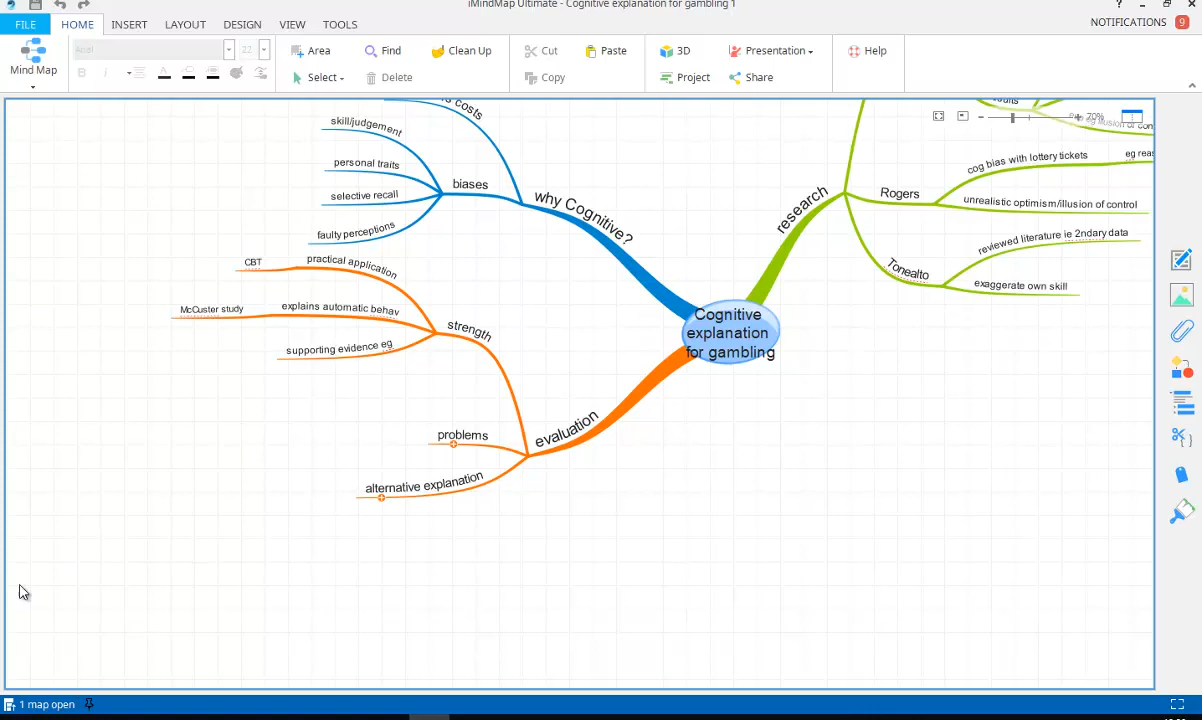 iMindMap Ultimate - Cognitive explanation for gambling 1
FILE HOME INSERT LAYOUT DESIGN VIEW TOOLS
NOTIFICATIONS 9
Mind Map
Arial 22
B i
Area Find Clean Up
Select Delete
Cut Paste
Copy
3D Presentation
Project Share
Help
costs
skill/judgement
personal traits
selective recall
faulty perceptions
biases
why Cognitive?
CBT
practical application
McCuster study
explains automatic behav
supporting evidence eg
strength
problems
alternative explanation
evaluation
Cognitive
explanation
for gambling
research
70%
Rogers
cog bias with lottery tickets
unrealistic optimism/illusion of control
Tonealto
reviewed literature ie 2ndary data
exaggerate own skill
1 map open